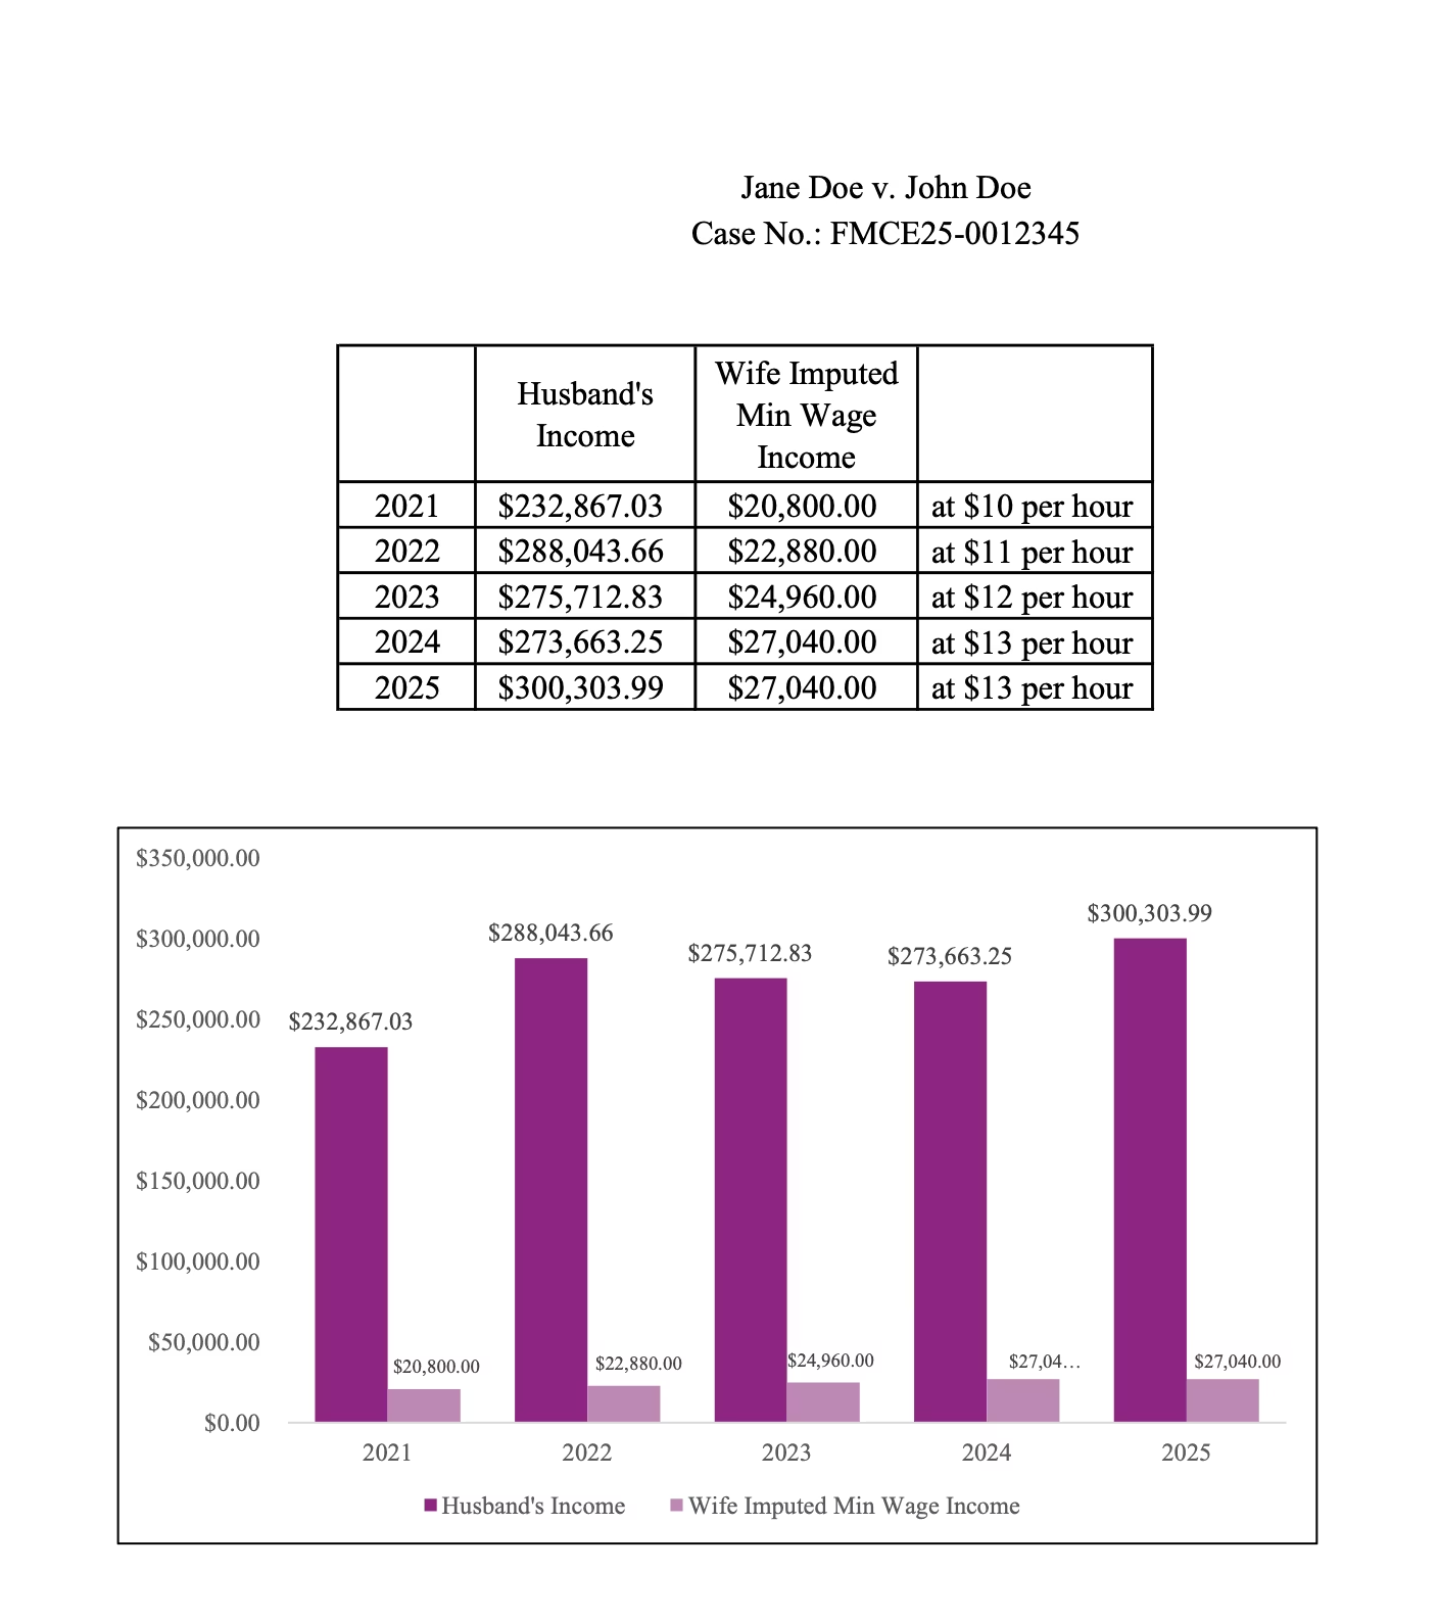 Jane Doe v. John Doe
Case No.: FMCE25-0012345
Husband's Income
Wife Imputed Min Wage Income
2021 $232,867.03 $20,800.00 at $10 per hour
2022 $288,043.66 $22,880.00 at $11 per hour
2023 $275,712.83 $24,960.00 at $12 per hour
2024 $273,663.25 $27,040.00 at $13 per hour
2025 $300,303.99 $27,040.00 at $13 per hour
$350,000.00
$300,000.00
$250,000.00
$200,000.00
$150,000.00
$100,000.00
$50,000.00
$0.00
$232,867.03
$288,043.66
$275,712.83
$273,663.25
$300,303.99
$20,800.00
$22,880.00
$24,960.00
$27,04…
$27,040.00
2021 2022 2023 2024 2025
Husband's Income Wife Imputed Min Wage Income